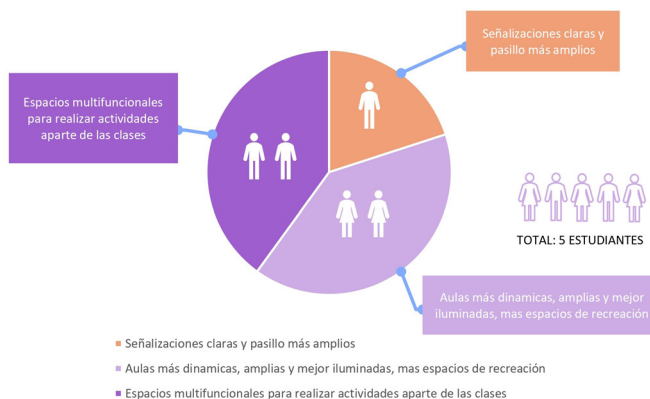 Señalizaciones claras y
pasillo más amplios
Espacios multifuncionales
para realizar actividades
aparte de las clases
TOTAL: 5 ESTUDIANTES
Aulas más dinamicas, amplias y mejor
iluminadas, mas espacios de recreación
Señalizaciones claras y pasillo más amplios
Aulas más dinamicas, amplias y mejor iluminadas, mas espacios de recreación
Espacios multifuncionales para realizar actividades aparte de las clases